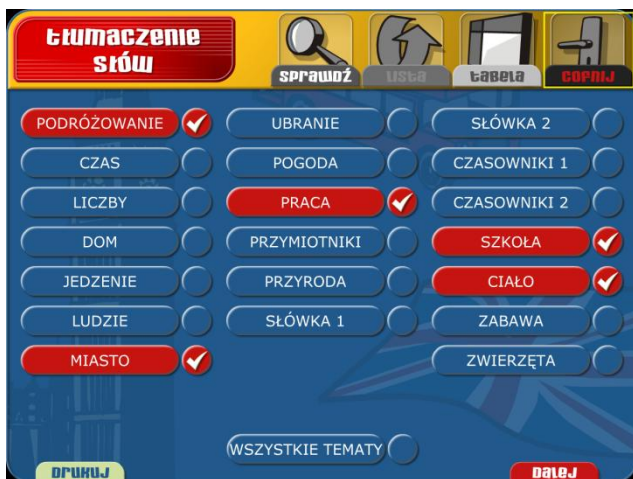 tłumaczenie
słów
sprawdź
lista
tabela
cofnij
PODRÓŻOWANIE
CZAS
LICZBY
DOM
JEDZENIE
LUDZIE
MIASTO
UBRANIE
POGODA
PRACA
PRZYMIOTNIKI
PRZYRODA
SŁÓWKA 1
SŁÓWKA 2
CZASOWNIKI 1
CZASOWNIKI 2
SZKOŁA
CIAŁO
ZABAWA
ZWIERZĘTA
WSZYSTKIE TEMATY
drukuj
dalej